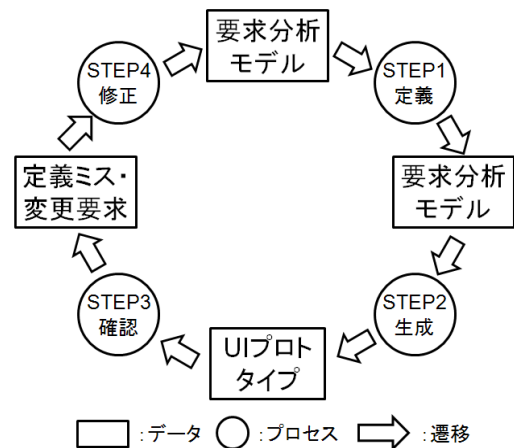 要求分析
モデル
STEP1
定義
要求分析
モデル
STEP2
生成
UIプロト
タイプ
STEP3
確認
定義ミス・
変更要求
STEP4
修正
:データ :プロセス :遷移